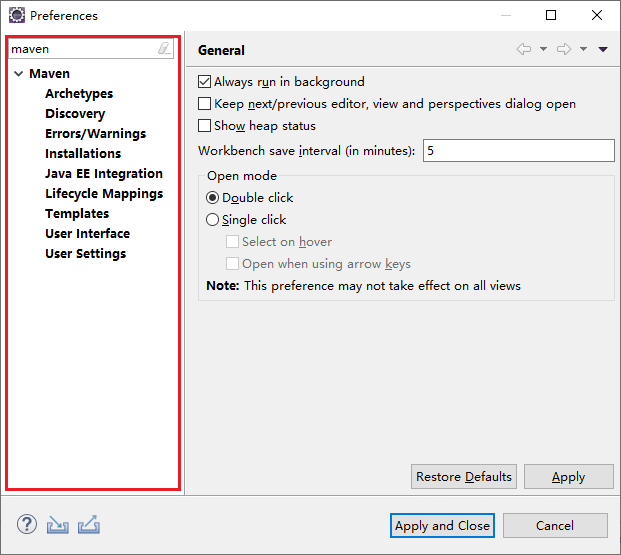 Preferences
maven
Maven
Archetypes
Discovery
Errors/Warnings
Installations
Java EE Integration
Lifecycle Mappings
Templates
User Interface
User Settings
General
Always run in background
Keep next/previous editor, view and perspectives dialog open
Show heap status
Workbench save interval (in minutes): 5
Open mode
Double click
Single click
Select on hover
Open when using arrow keys
Note: This preference may not take effect on all views
Restore Defaults Apply
? Apply and Close Cancel